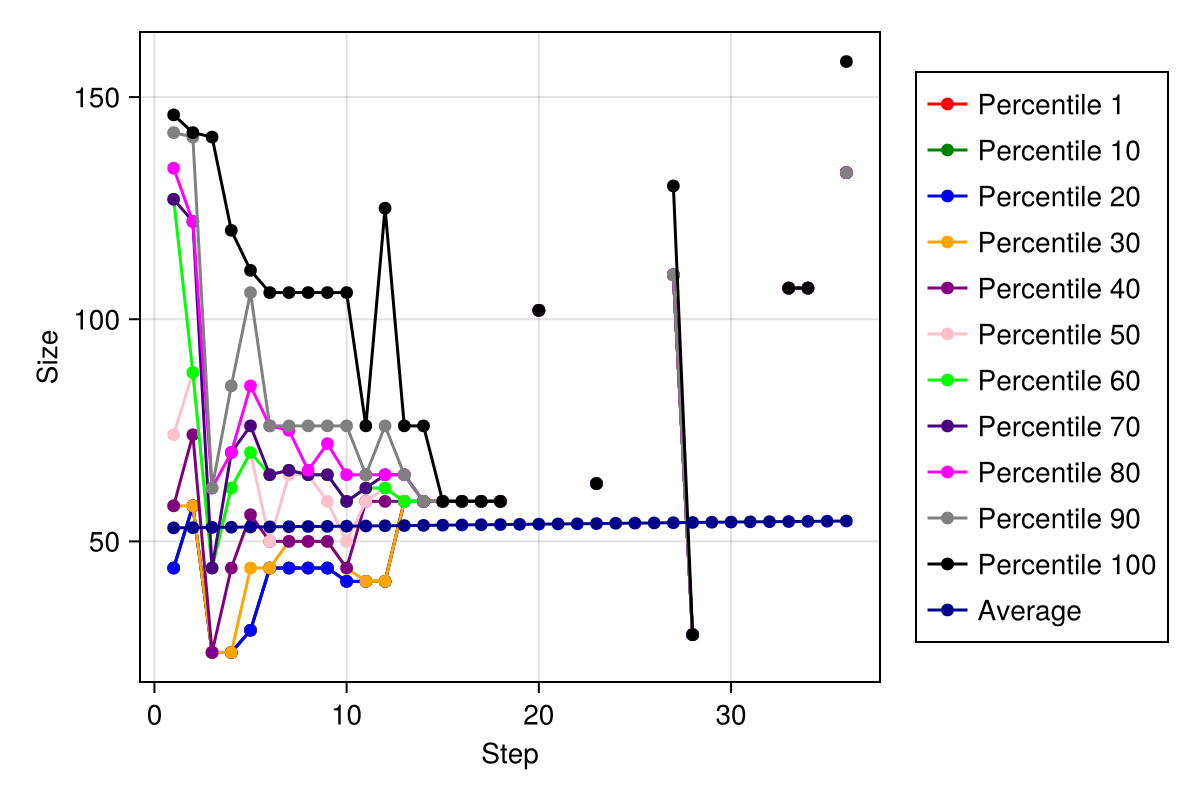 150
100
50
0
10
20
30
Size
Step
Percentile 1
Percentile 10
Percentile 20
Percentile 30
Percentile 40
Percentile 50
Percentile 60
Percentile 70
Percentile 80
Percentile 90
Percentile 100
Average